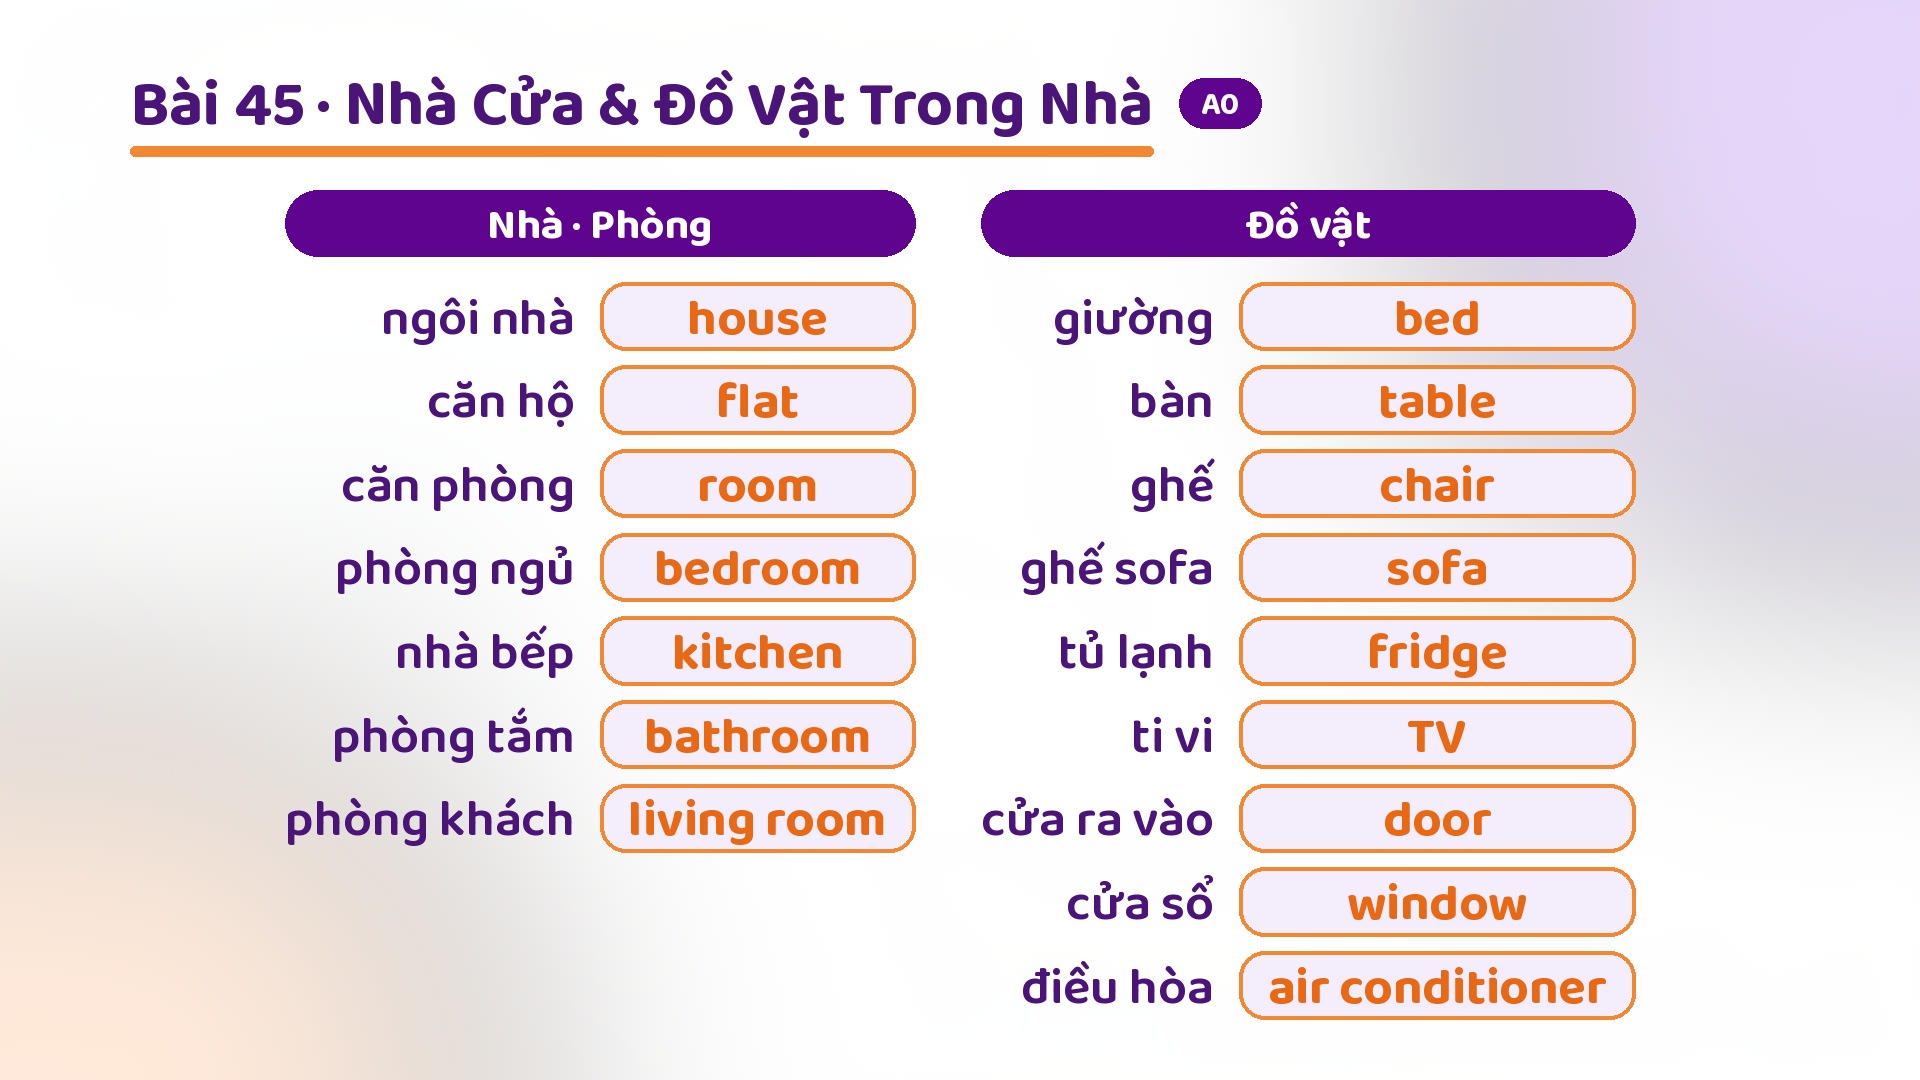 Bài 45 · Nhà Cửa & Đồ Vật Trong Nhà A0
Nhà · Phòng
ngôi nhà house
căn hộ flat
căn phòng room
phòng ngủ bedroom
nhà bếp kitchen
phòng tắm bathroom
phòng khách living room
Đồ vật
giường bed
bàn table
ghế chair
ghế sofa sofa
tủ lạnh fridge
ti vi TV
cửa ra vào door
cửa sổ window
điều hòa air conditioner